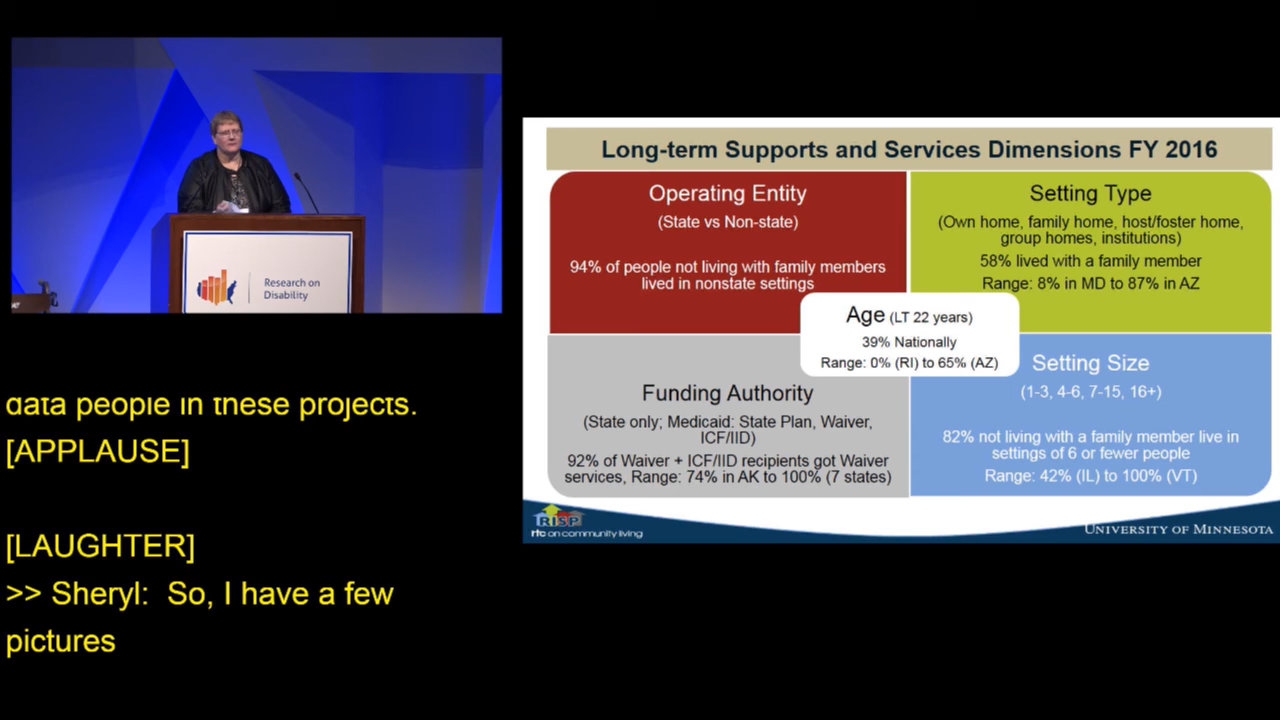 Research on
Disability
data people in these projects.
[APPLAUSE]
[LAUGHTER]
>> Sheryl: So, I have a few
pictures
Long-term Supports and Services Dimensions FY 2016
Operating Entity
(State vs Non-state)
94% of people not living with family members
lived in nonstate settings
Setting Type
(Own home, family home, host/foster home,
group homes, institutions)
58% lived with a family member
Range: 8% in MD to 87% in AZ
Age (LT 22 years)
39% Nationally
Range: 0% (RI) to 65% (AZ)
Funding Authority
(State only; Medicaid: State Plan, Waiver,
ICF/IID)
92% of Waiver + ICF/IID recipients got Waiver
services, Range: 74% in AK to 100% (7 states)
Setting Size
(1-3, 4-6, 7-15, 16+)
82% not living with a family member live in
settings of 6 or fewer people
Range: 42% (IL) to 100% (VT)
RISP
rtc on community living
UNIVERSITY OF MINNESOTA